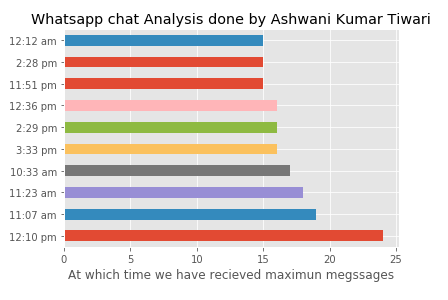 Whatsapp chat Analysis done by Ashwani Kumar Tiwari
12:12 am
2:28 pm
11:51 pm
12:36 pm
2:29 pm
3:33 pm
10:33 am
11:23 am
11:07 am
12:10 pm
0 5 10 15 20 25
At which time we have recieved maximun megssages